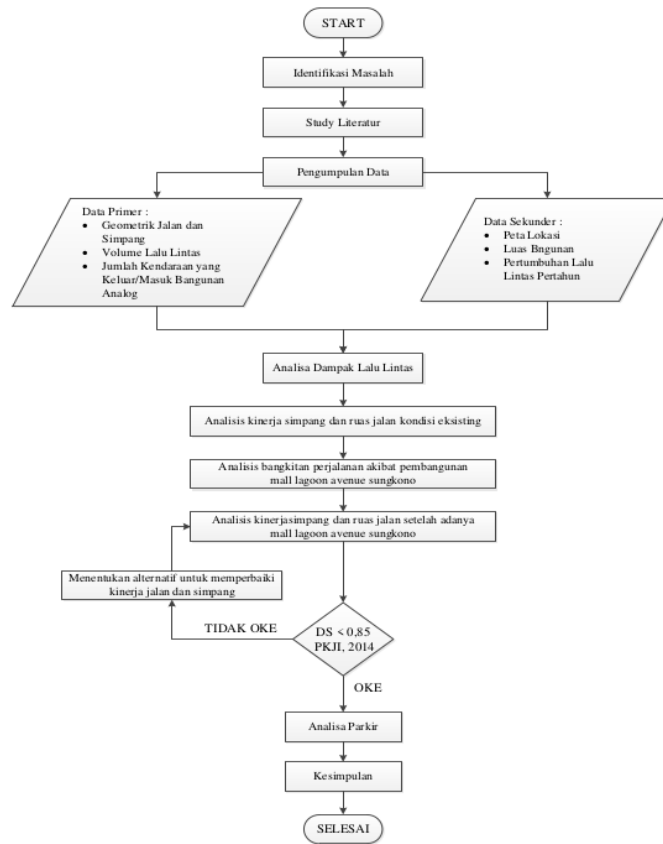 START
Identifikasi Masalah
Study Literatur
Pengumpulan Data
Data Primer :
• Geometrik Jalan dan
Simpang
• Volume Lalu Lintas
• Jumlah Kendaraan yang
Keluar/Masuk Bangunan
Analog
Data Sekunder :
• Peta Lokasi
• Luas Bngunan
• Pertumbuhan Lalu
Lintas Pertahun
Analisa Dampak Lalu Lintas
Analisis kinerja simpang dan ruas jalan kondisi eksisting
Analisis bangkitan perjalanan akibat pembangunan
mall lagoon avenue sungkono
Analisis kinerjasimpang dan ruas jalan setelah adanya
mall lagoon avenue sungkono
Menentukan alternatif untuk memperbaiki
kinerja jalan dan simpang
TIDAK OKE
DS < 0,85
PKJI, 2014
OKE
Analisa Parkir
Kesimpulan
SELESAI